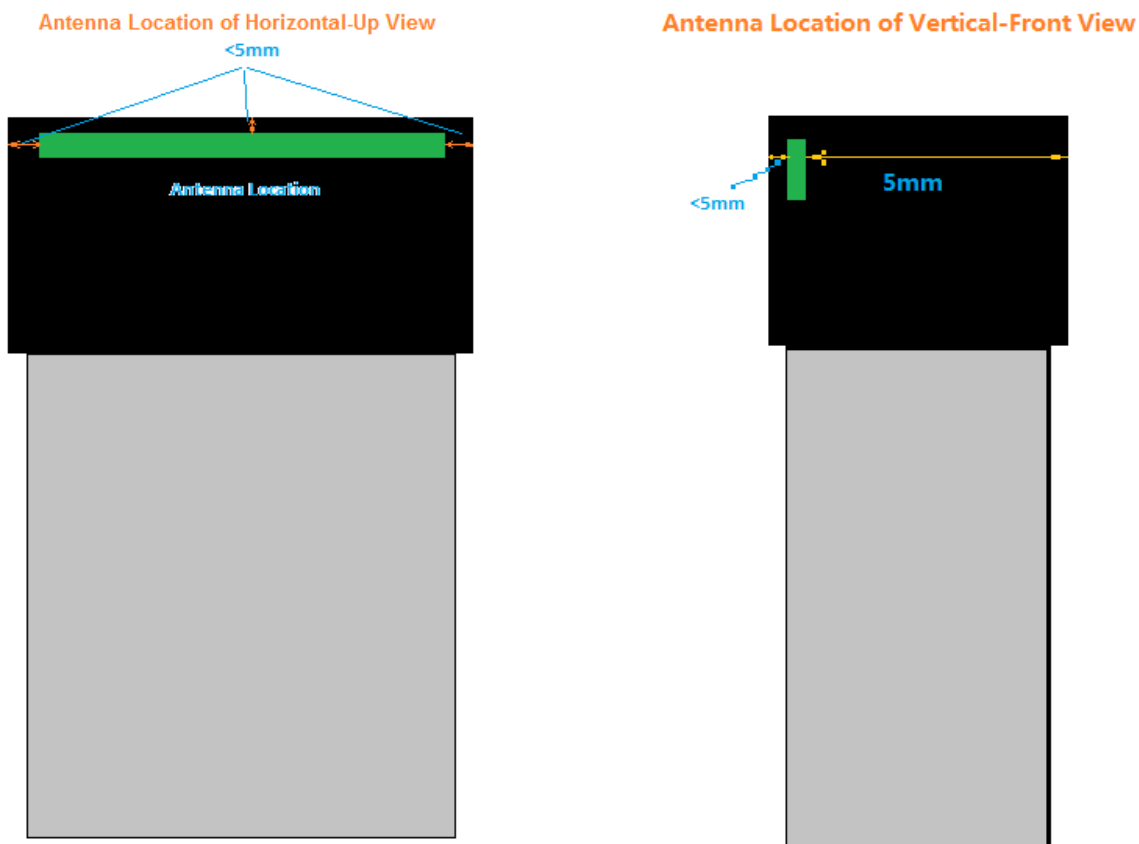 Antenna Location of Horizontal-Up View
<5mm
Antenna Location
Antenna Location of Vertical-Front View
5mm
<5mm